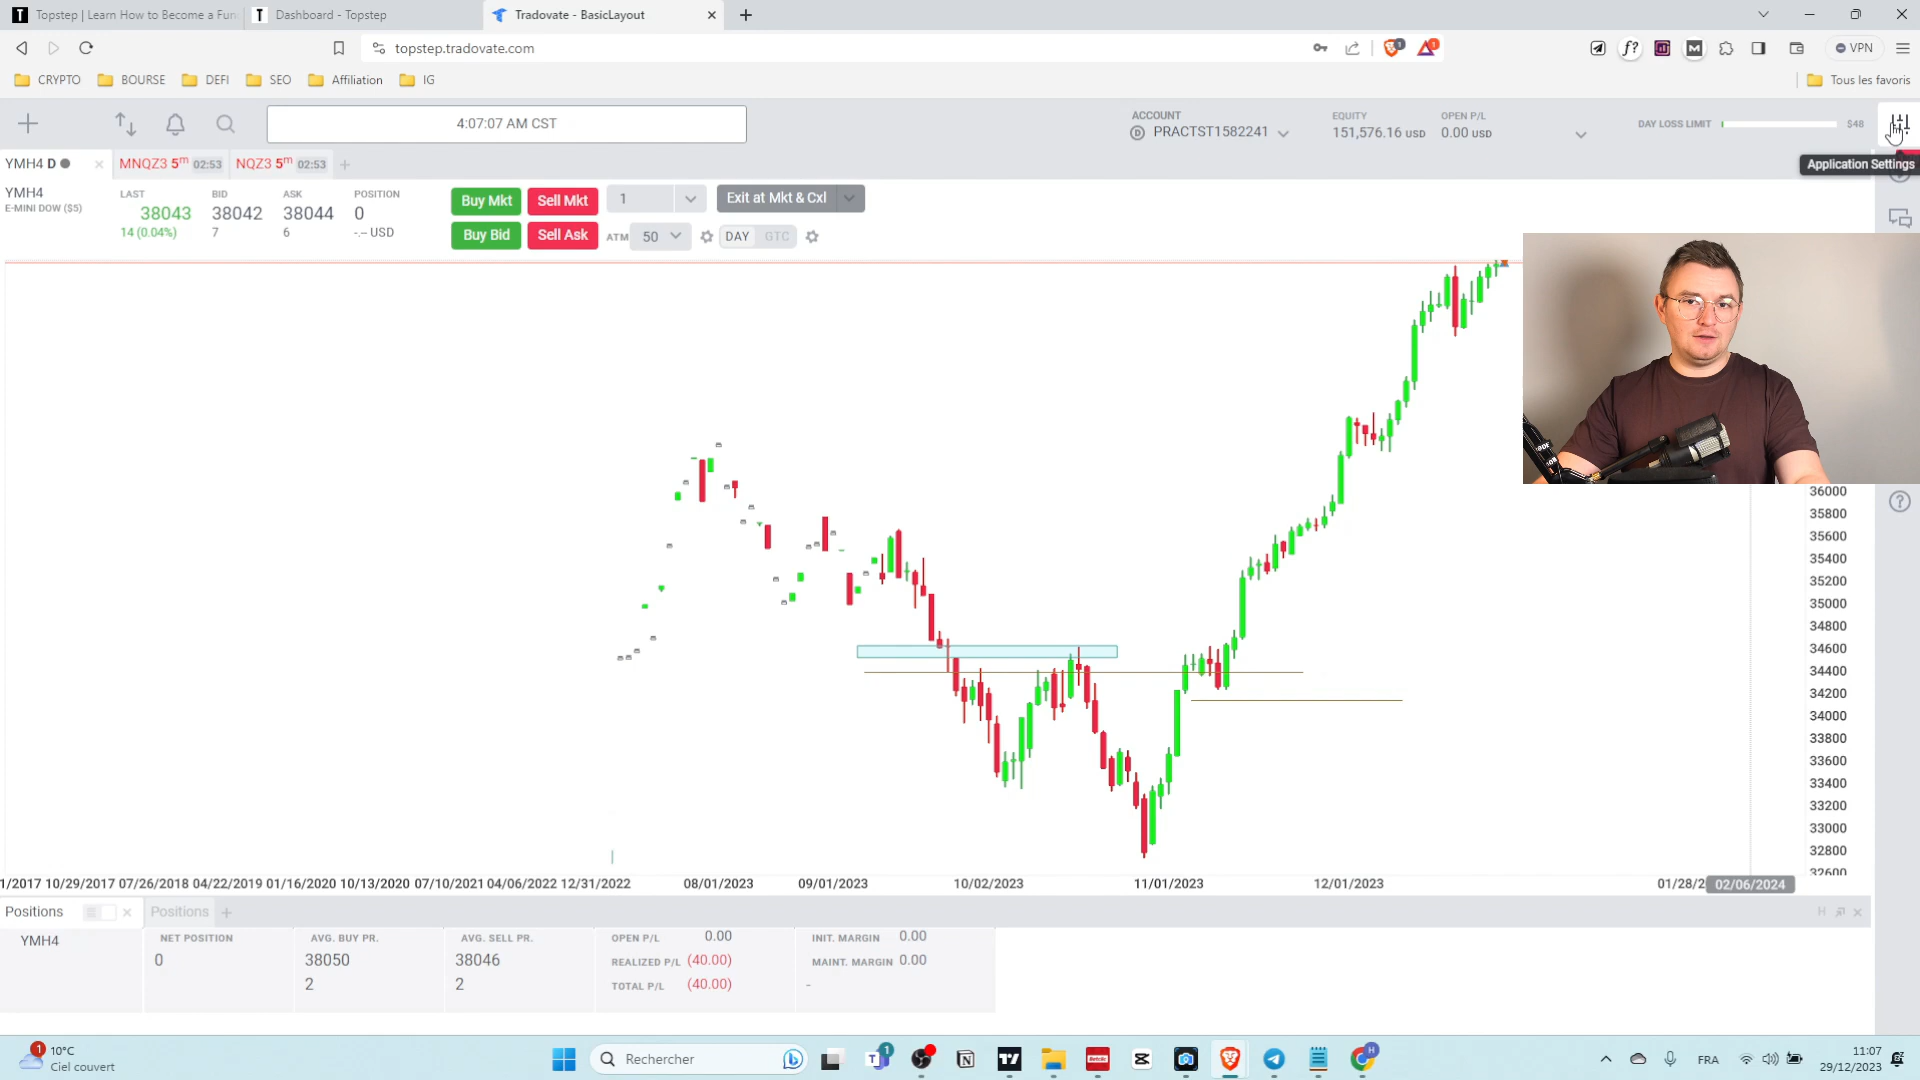 Topstep | Learn How to Become a Fun
Dashboard - Topstep
Tradovate - BasicLayout
topstep.tradovate.com
VPN
CRYPTO
BOURSE
DEFI
SEO
Affiliation
IG
Tous les favoris
4:07:07 AM CST
ACCOUNT
PRACTST1582241
EQUITY
151,576.16 USD
OPEN P/L
0.00 USD
DAY LOSS LIMIT
$48
Application Settings
YMH4 D
MNQZ3 5m 02:53
NQZ3 5m 02:53
YMH4
E-MINI DOW ($5)
LAST
38043
14 (0.04%)
BID
38042
7
ASK
38044
6
POSITION
0
-.-- USD
Buy Mkt
Sell Mkt
1
Exit at Mkt & Cxl
Buy Bid
Sell Ask
ATM
50
DAY
GTC
36000
35800
35600
35400
35200
35000
34800
34600
34400
34200
34000
33800
33600
33400
33200
33000
32800
32600
1/2017 10/29/2017 07/26/2018 04/22/2019 01/16/2020 10/13/2020 07/10/2021 04/06/2022 12/31/2022 08/01/2023 09/01/2023 10/02/2023 11/01/2023 12/01/2023 01/28/2 02/06/2024
Positions
Positions
H
YMH4
NET POSITION
0
AVG. BUY PR.
38050
2
AVG. SELL PR.
38046
2
OPEN P/L 0.00
REALIZED P/L (40.00)
TOTAL P/L (40.00)
INIT. MARGIN 0.00
MAINT. MARGIN 0.00
-
1
10°C
Ciel couvert
Rechercher
1
FRA
11:07
29/12/2023